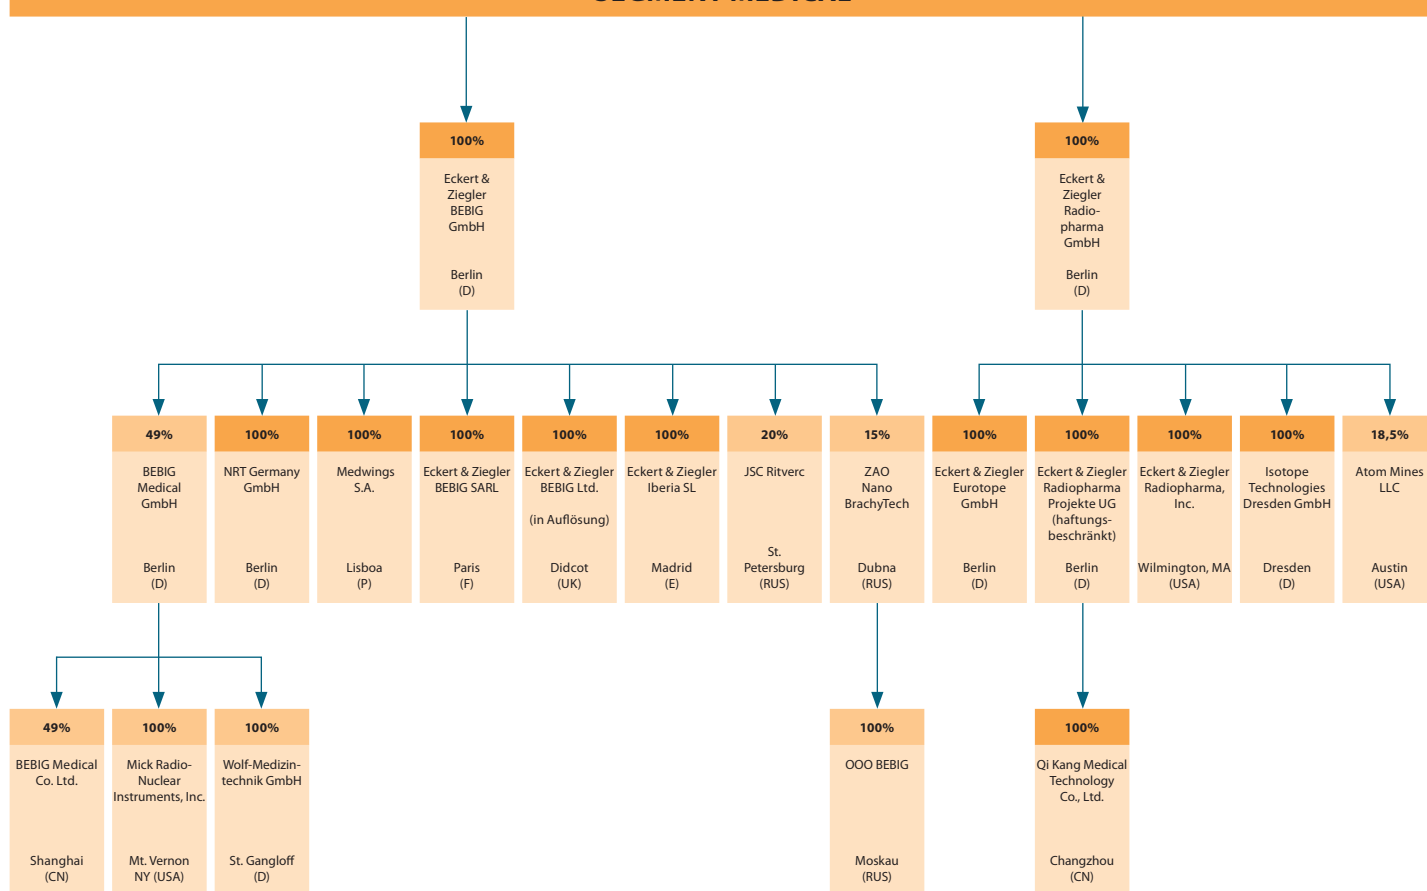 SEGMENT MEDICAL
100%
Eckert &
Ziegler
BEBIG
GmbH
Berlin
(D)
100%
Eckert &
Ziegler
Radio-
pharma
GmbH
Berlin
(D)
49%
BEBIG
Medical
GmbH
Berlin
(D)
100%
NRT Germany
GmbH
Berlin
(D)
100%
Medwings
S.A.
Lisboa
(P)
100%
Eckert & Ziegler
BEBIG SARL
Paris
(F)
100%
Eckert & Ziegler
BEBIG Ltd.
(in Auflösung)
Didcot
(UK)
100%
Eckert & Ziegler
Iberia SL
Madrid
(E)
20%
JSC Ritverc
St.
Petersburg
(RUS)
15%
ZAO
Nano
BrachyTech
Dubna
(RUS)
100%
Eckert & Ziegler
Eurotope
GmbH
Berlin
(D)
100%
Eckert & Ziegler
Radiopharma
Projekte UG
(haftungs-
beschränkt)
Berlin
(D)
100%
Eckert & Ziegler
Radiopharma,
Inc.
Wilmington, MA
(USA)
100%
Isotope
Technologies
Dresden GmbH
Dresden
(D)
18,5%
Atom Mines
LLC
Austin
(USA)
49%
BEBIG Medical
Co. Ltd.
Shanghai
(CN)
100%
Mick Radio-
Nuclear
Instruments, Inc.
Mt. Vernon
NY (USA)
100%
Wolf-Medizin-
technik GmbH
St. Gangloff
(D)
100%
OOO BEBIG
Moskau
(RUS)
100%
Qi Kang Medical
Technology
Co., Ltd.
Changzhou
(CN)